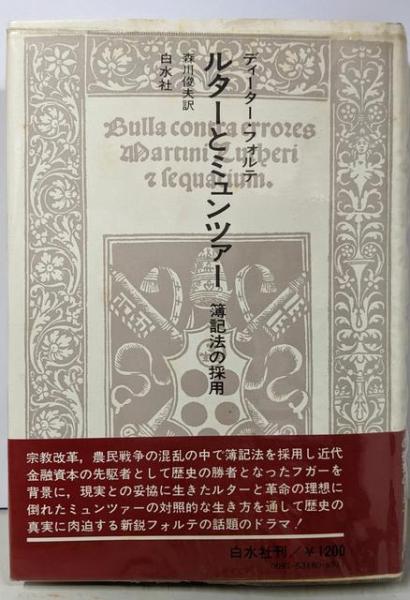 ディーター・フォルテ
ルターとミュンツァー
簿記法の採用
森川俊夫訳
白水社
Bulla contra errores
Martini Lutheri
et sequatium.
宗教改革，農民戦争の混乱の中で簿記法を採用し近代
金融資本の先駆者として歴史の勝者となったフガーを
背景に，現実との妥協に生きたルターと革命の理想に
倒れたミュンツァーの対照的な生き方を通して歴史の
真実に肉迫する新鋭フォルテの話題のドラマ！
白水社刊／￥1200